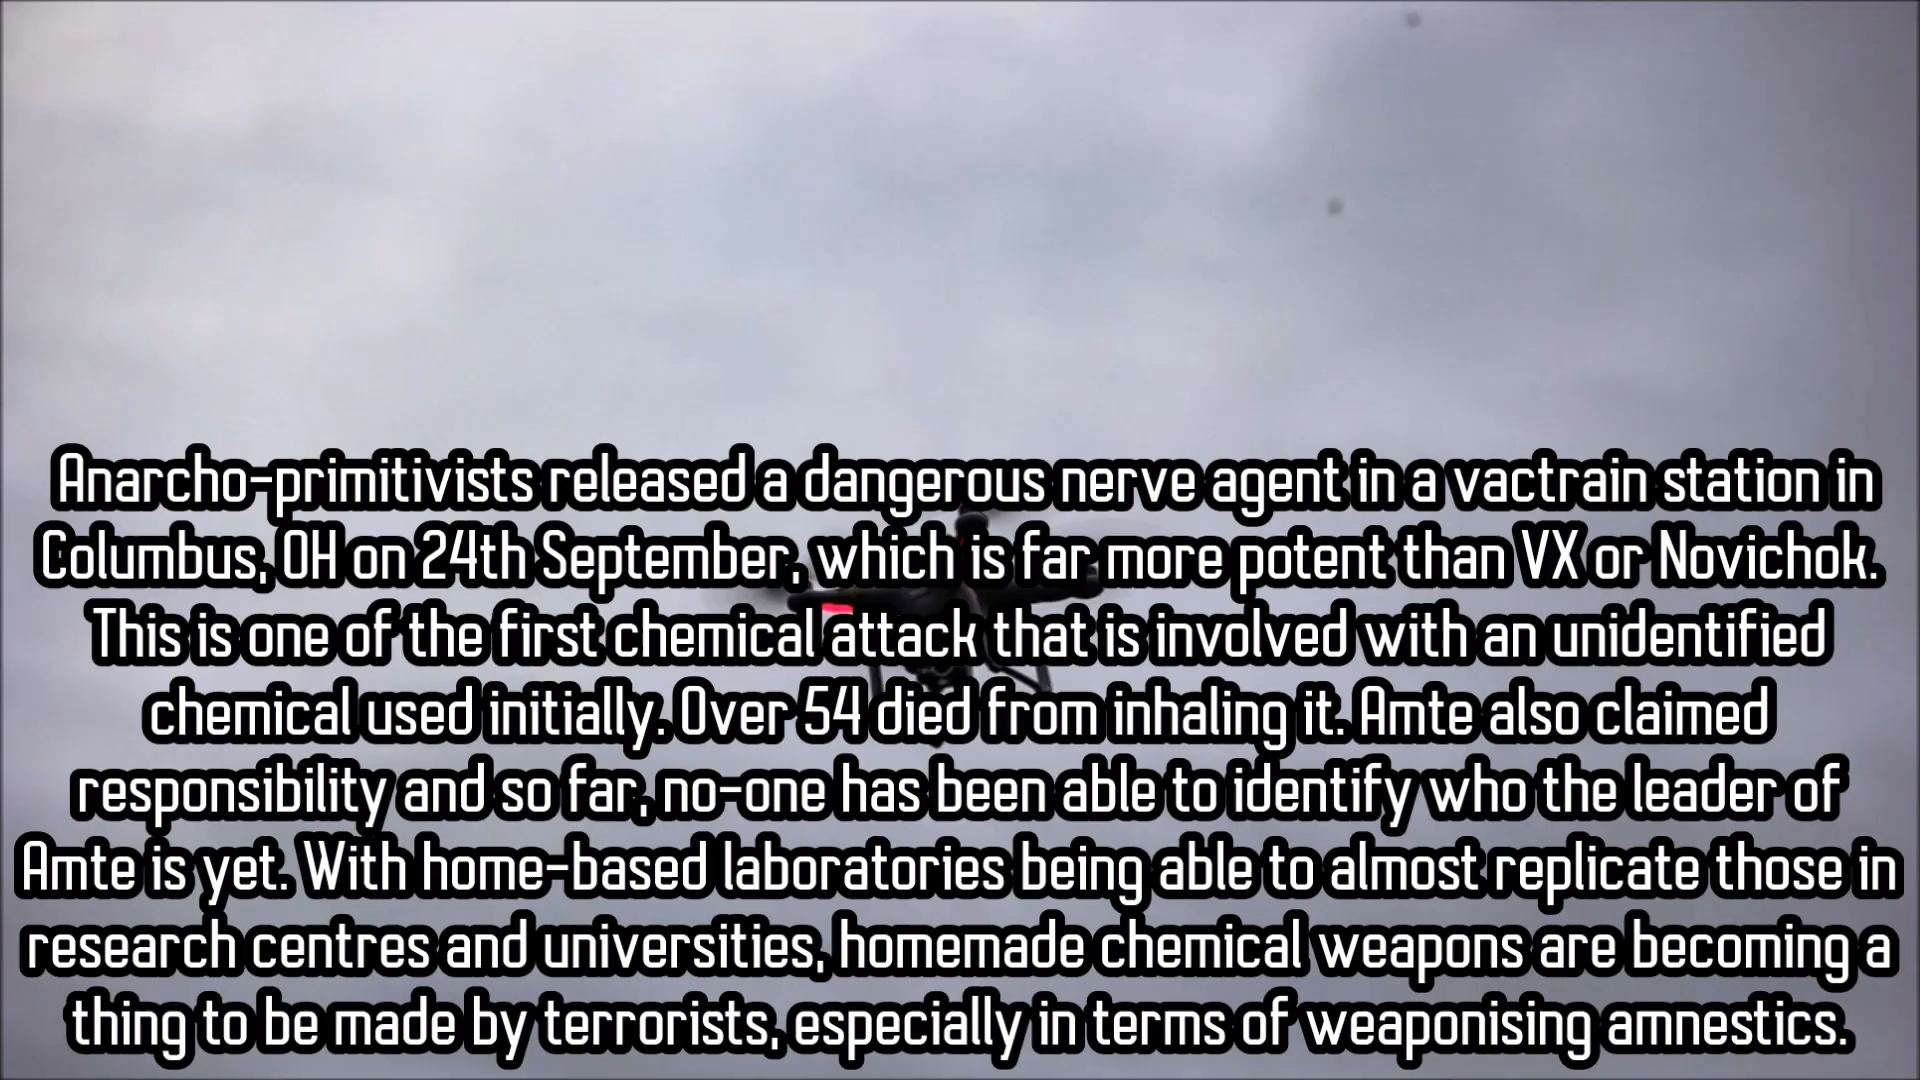 Anarcho-primitivists released a dangerous nerve agent in a vactrain station in
Columbus, OH on 24th September, which is far more potent than VX or Novichok.
This is one of the first chemical attack that is involved with an unidentified
chemical used initially. Over 54 died from inhaling it. Amte also claimed
responsibility and so far, no-one has been able to identify who the leader of
Amte is yet. With home-based laboratories being able to almost replicate those in
research centres and universities, homemade chemical weapons are becoming a
thing to be made by terrorists, especially in terms of weaponising amnestics.